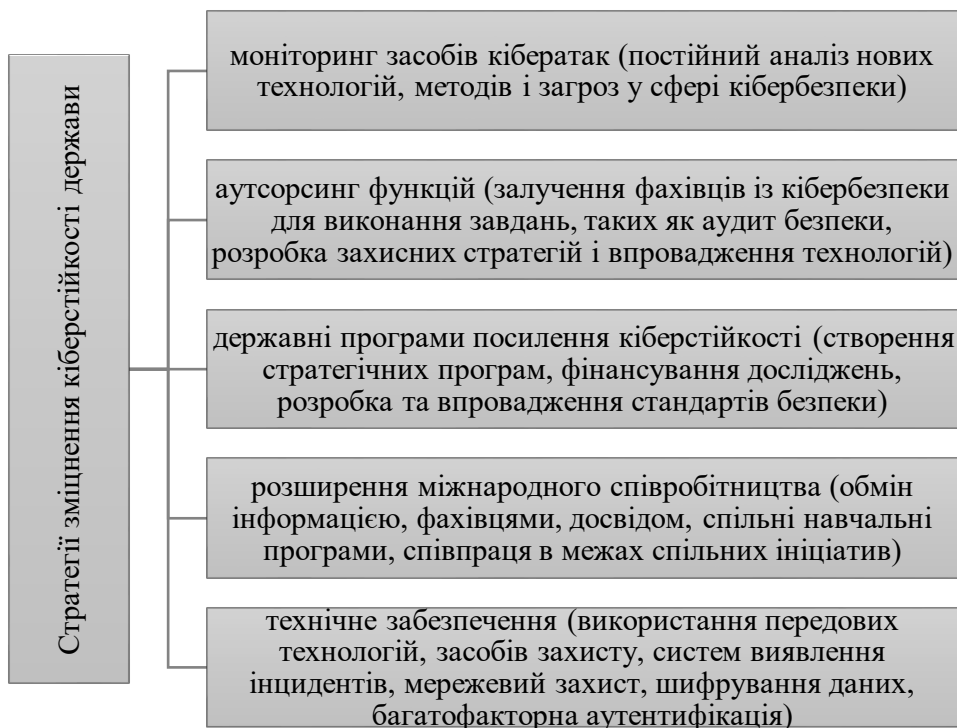 Стратегії зміцнення кіберстійкості держави
моніторинг засобів кібератак (постійний аналіз нових
технологій, методів і загроз у сфері кібербезпеки)
аутсорсинг функцій (залучення фахівців із кібербезпеки
для виконання завдань, таких як аудит безпеки,
розробка захисних стратегій і впровадження технологій)
державні програми посилення кіберстійкості (створення
стратегічних програм, фінансування досліджень,
розробка та впровадження стандартів безпеки)
розширення міжнародного співробітництва (обмін
інформацією, фахівцями, досвідом, спільні навчальні
програми, співпраця в межах спільних ініціатив)
технічне забезпечення (використання передових
технологій, засобів захисту, систем виявлення
інцидентів, мережевий захист, шифрування даних,
багатофакторна аутентифікація)